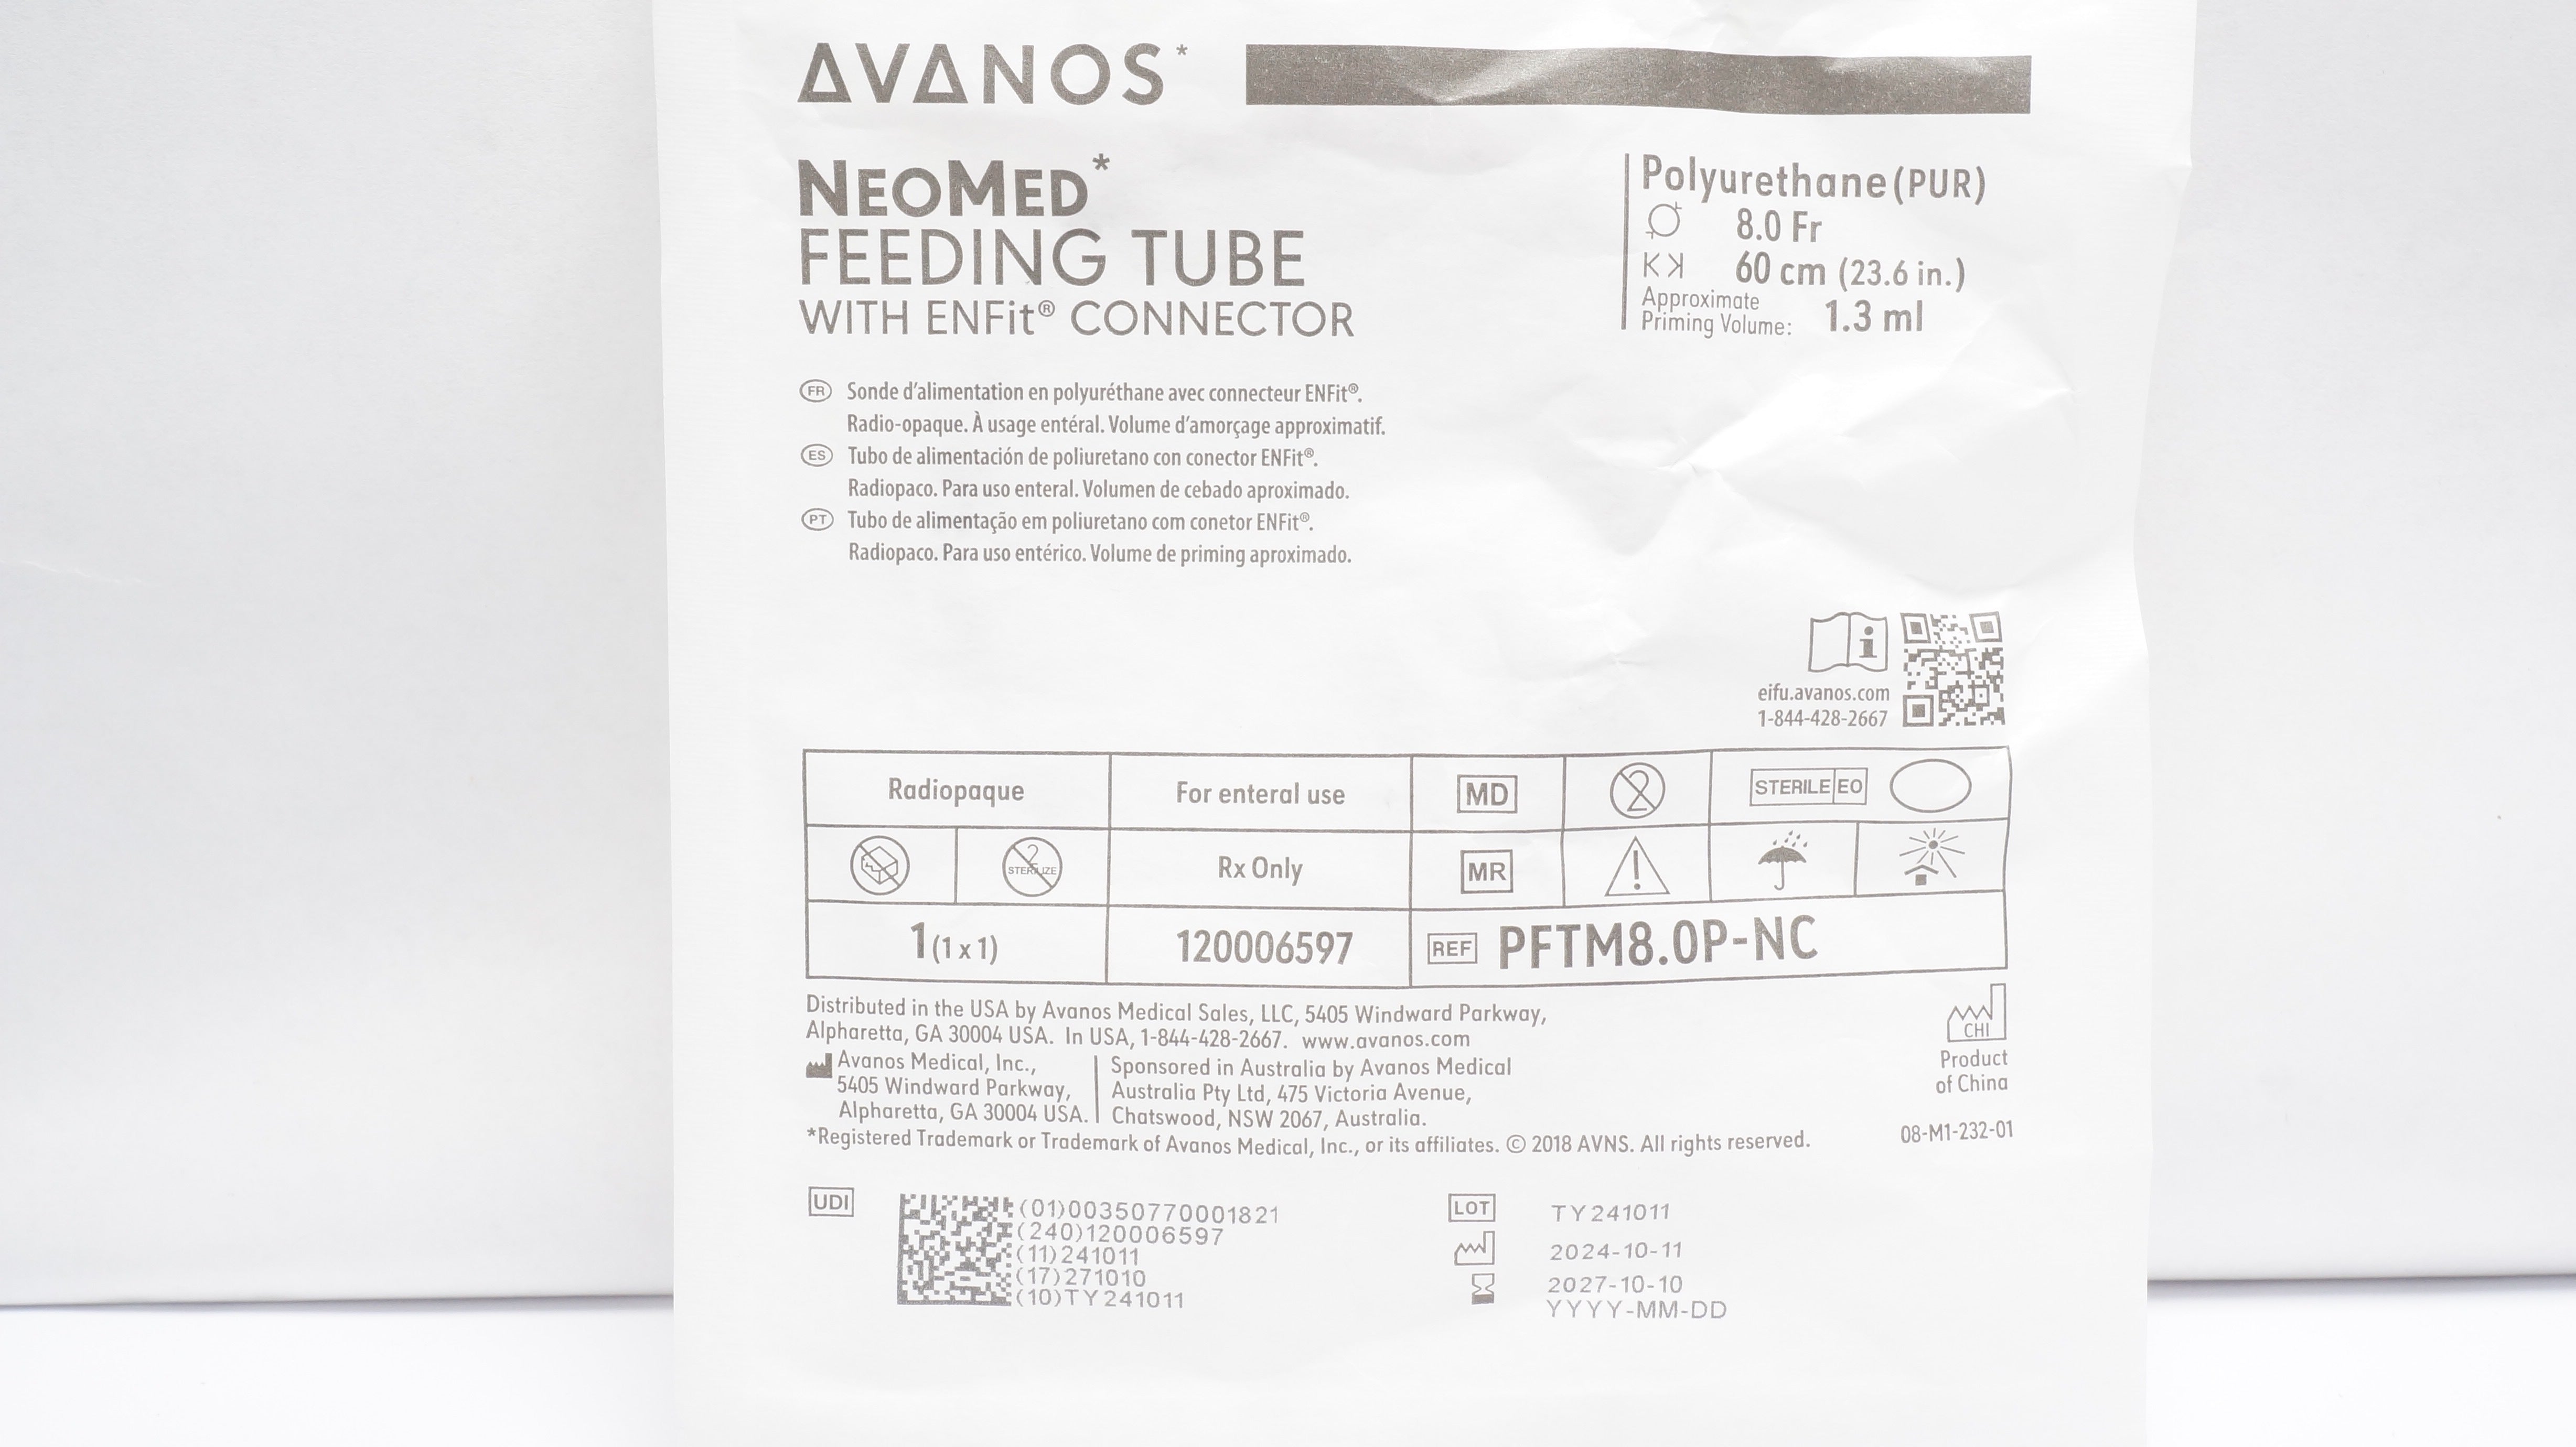 AVANOS*
NEOMED*
FEEDING TUBE
WITH ENFit® CONNECTOR
Polyurethane (PUR)
8.0 Fr
60 cm (23.6 in.)
Approximate
Priming Volume: 1.3 ml
FR Sonde d'alimentation en polyuréthane avec connecteur ENFit®.
Radio-opaque. À usage entéral. Volume d'amorçage approximatif.
ES Tubo de alimentación de poliuretano con conector ENFit®.
Radiopaco. Para uso enteral. Volumen de cebado aproximado.
PT Tubo de alimentação em poliuretano com conetor ENFit®.
Radiopaco. Para uso entérico. Volume de priming aproximado.
i
eifu.avanos.com
1-844-428-2667
Radiopaque For enteral use MD 2 STERILE EO
2 STERILIZE Rx Only MR !
1 (1 x 1) 120006597 REF PFTM8.0P-NC
Distributed in the USA by Avanos Medical Sales, LLC, 5405 Windward Parkway,
Alpharetta, GA 30004 USA. In USA, 1-844-428-2667. www.avanos.com
Avanos Medical, Inc.,
5405 Windward Parkway,
Alpharetta, GA 30004 USA.
Sponsored in Australia by Avanos Medical
Australia Pty Ltd, 475 Victoria Avenue,
Chatswood, NSW 2067, Australia.
CHI
Product
of China
*Registered Trademark or Trademark of Avanos Medical, Inc., or its affiliates. © 2018 AVNS. All rights reserved.
08-M1-232-01
UDI
(01)00350770001821
(240)120006597
(11)241011
(17)271010
(10)TY241011
LOT TY241011
2024-10-11
2027-10-10
YYYY-MM-DD